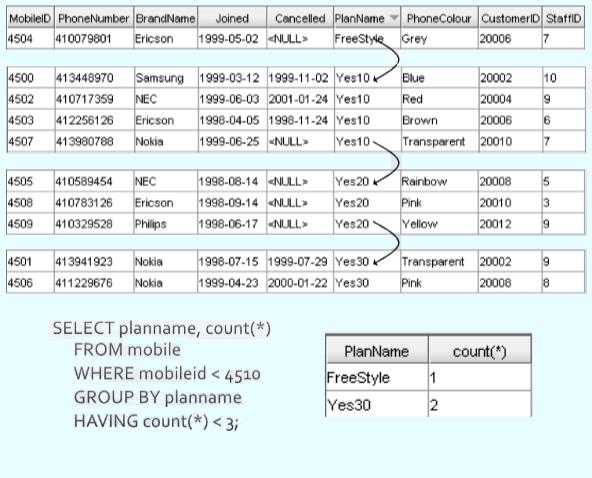 MobileID PhoneNumber BrandName Joined Cancelled PlanName PhoneColour CustomerID StaffID
4504 410079801 Ericson 1999-05-02 <NULL> FreeStyle Grey 20006 7
4500 413448970 Samsung 1999-03-12 1999-11-02 Yes10 Blue 20002 10
4502 410717359 NEC 1999-06-03 2001-01-24 Yes10 Red 20004 9
4503 412256126 Ericson 1998-04-05 1998-11-24 Yes10 Brown 20006 6
4507 413980788 Nokia 1999-06-25 <NULL> Yes10 Transparent 20010 7
4505 410589454 NEC 1998-08-14 <NULL> Yes20 Rainbow 20008 5
4508 410783126 Ericson 1998-09-14 <NULL> Yes20 Pink 20010 3
4509 410329528 Philips 1998-06-17 <NULL> Yes20 Yellow 20012 9
4501 413941923 Nokia 1998-07-15 1999-07-29 Yes30 Transparent 20002 9
4506 411229676 Nokia 1999-04-23 2000-01-22 Yes30 Pink 20008 8
SELECT planname, count(*)
FROM mobile
WHERE mobileid < 4510
GROUP BY planname
HAVING count(*) < 3;
PlanName count(*)
FreeStyle 1
Yes30 2